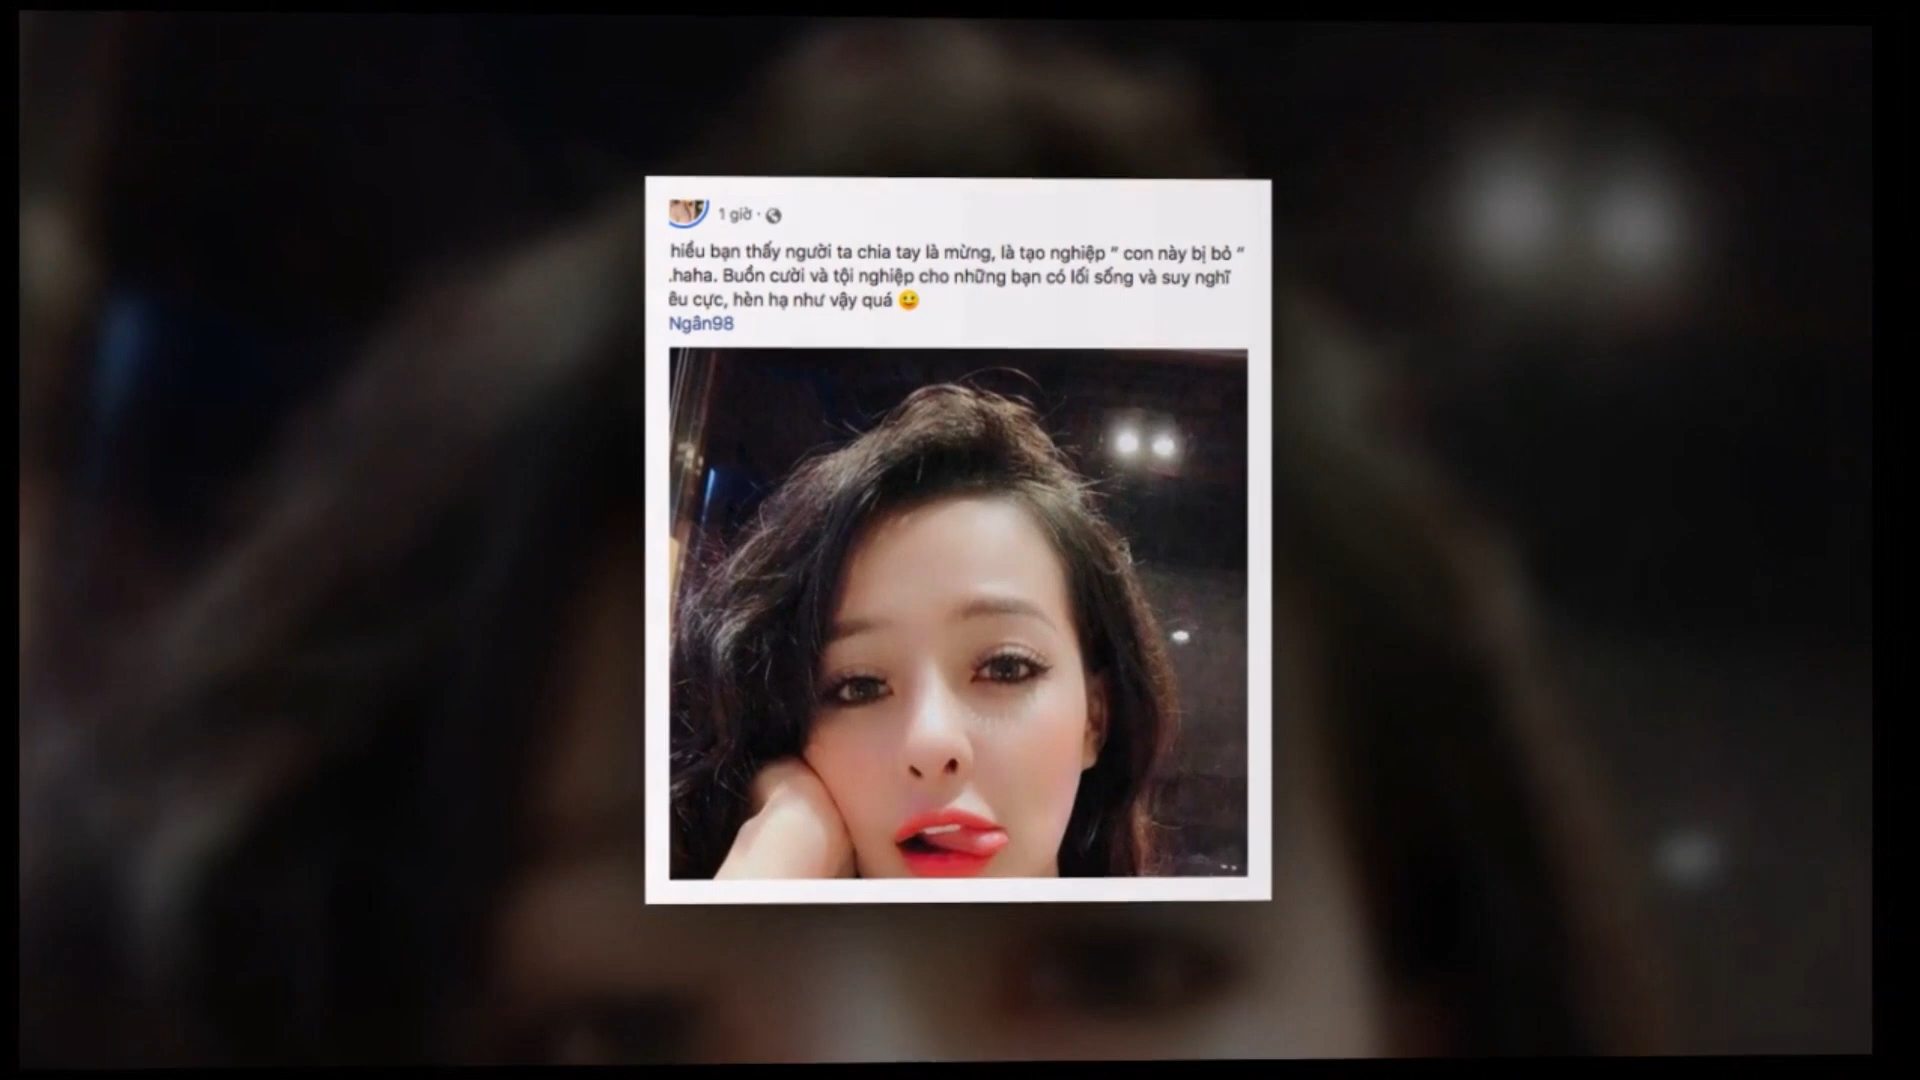 1 giờ ·
hiểu bạn thấy người ta chia tay là mừng, là tạo nghiệp " con này bị bỏ "
.haha. Buồn cười và tội nghiệp cho những bạn có lối sống và suy nghĩ
êu cực, hèn hạ như vậy quá
Ngân98